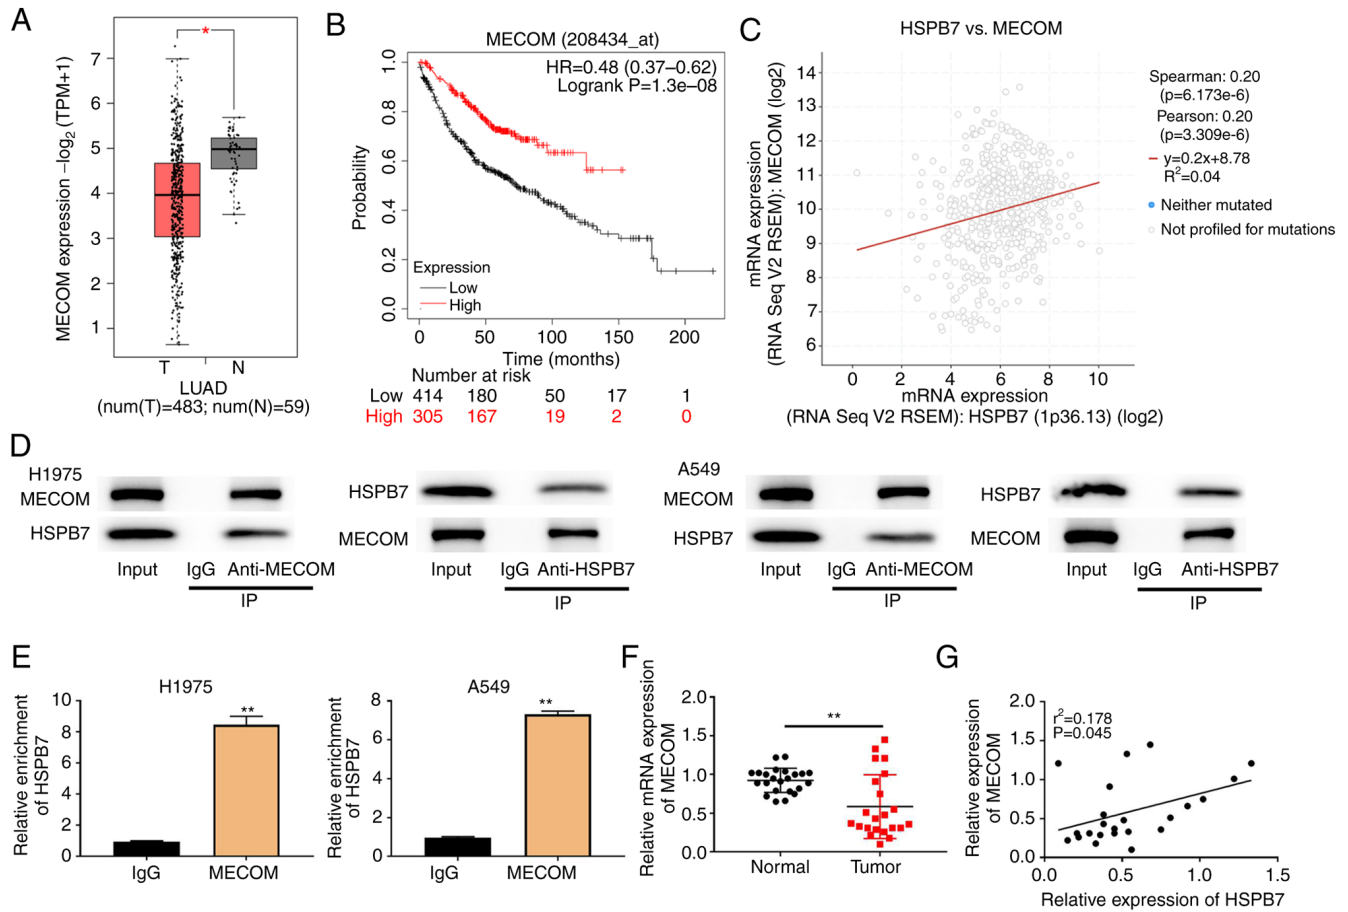 A
MECOM expression –log2 (TPM+1)
7
6
5
4
3
2
1
*
T N
LUAD
(num(T)=483; num(N)=59)
B
MECOM (208434_at)
HR=0.48 (0.37–0.62)
Logrank P=1.3e–08
Probability
1.0
0.8
0.6
0.4
0.2
0.0
Expression
Low
High
0 50 100 150 200
Time (months)
Number at risk
Low 414 180 50 17 1
High 305 167 19 2 0
C
HSPB7 vs. MECOM
mRNA expression
(RNA Seq V2 RSEM): MECOM (log2)
14
13
12
11
10
9
8
7
6
0 2 4 6 8 10
mRNA expression
(RNA Seq V2 RSEM): HSPB7 (1p36.13) (log2)
Spearman: 0.20
(p=6.173e-6)
Pearson: 0.20
(p=3.309e-6)
y=0.2x+8.78
R2=0.04
Neither mutated
Not profiled for mutations
D
H1975
MECOM
HSPB7
Input IgG Anti-MECOM
IP
HSPB7
MECOM
Input IgG Anti-HSPB7
IP
A549
MECOM
HSPB7
Input IgG Anti-MECOM
IP
HSPB7
MECOM
Input IgG Anti-HSPB7
IP
E
H1975
Relative enrichment
of HSPB7
10
8
6
4
2
0
**
IgG MECOM
A549
Relative enrichment
of HSPB7
8
6
4
2
0
**
IgG MECOM
F
Relative mRNA expression
of MECOM
2.0
1.5
1.0
0.5
0.0
**
Normal Tumor
G
Relative expression
of MECOM
2.0
1.5
1.0
0.5
0.0
r2=0.178
P=0.045
0.0 0.5 1.0 1.5
Relative expression of HSPB7